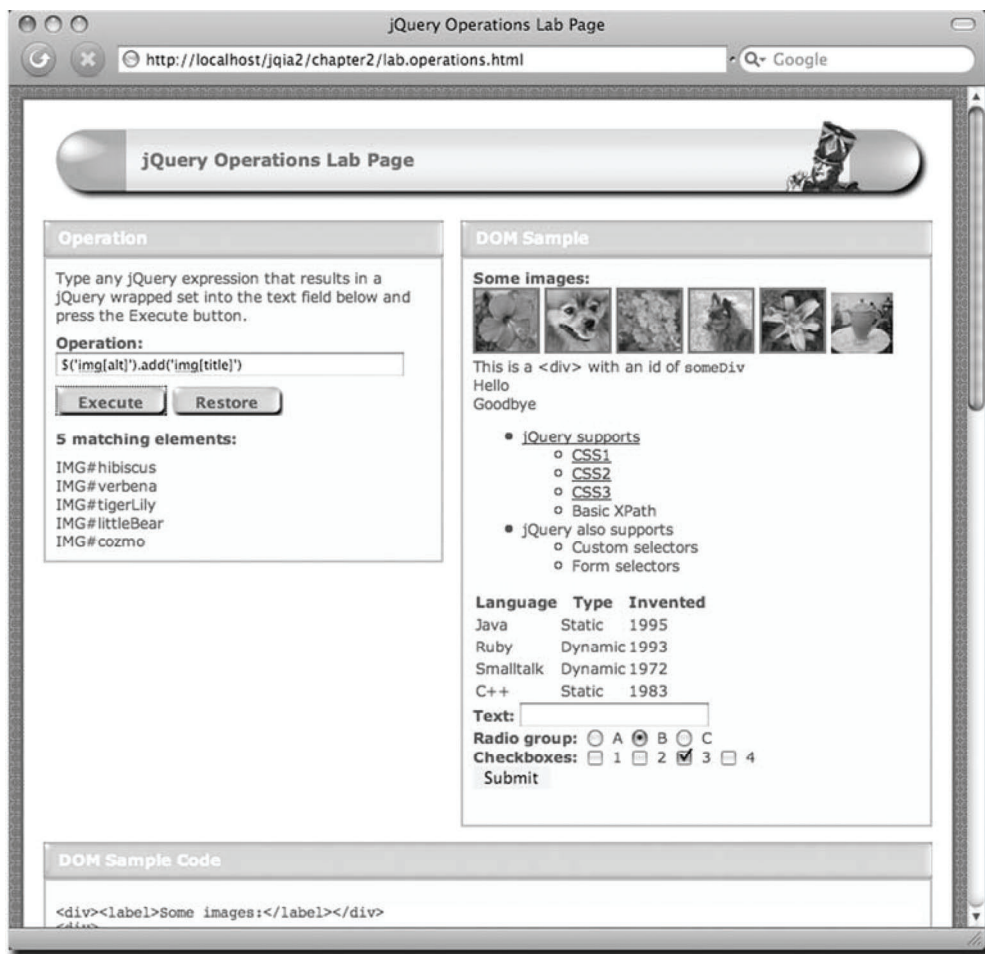 jQuery Operations Lab Page
http://localhost/jqia2/chapter2/lab.operations.html
Google
jQuery Operations Lab Page
Operation
Type any jQuery expression that results in a
jQuery wrapped set into the text field below and
press the Execute button.
Operation:
$('img[alt]').add('img[title]')
Execute
Restore
5 matching elements:
IMG#hibiscus
IMG#verbena
IMG#tigerLily
IMG#littleBear
IMG#cozmo
DOM Sample
Some images:
This is a <div> with an id of someDiv
Hello
Goodbye
jQuery supports
CSS1
CSS2
CSS3
Basic XPath
jQuery also supports
Custom selectors
Form selectors
Language Type Invented
Java Static 1995
Ruby Dynamic 1993
Smalltalk Dynamic 1972
C++ Static 1983
Text:
Radio group: A B C
Checkboxes: 1 2 3 4
Submit
DOM Sample Code
<div><label>Some images:</label></div>
<div>